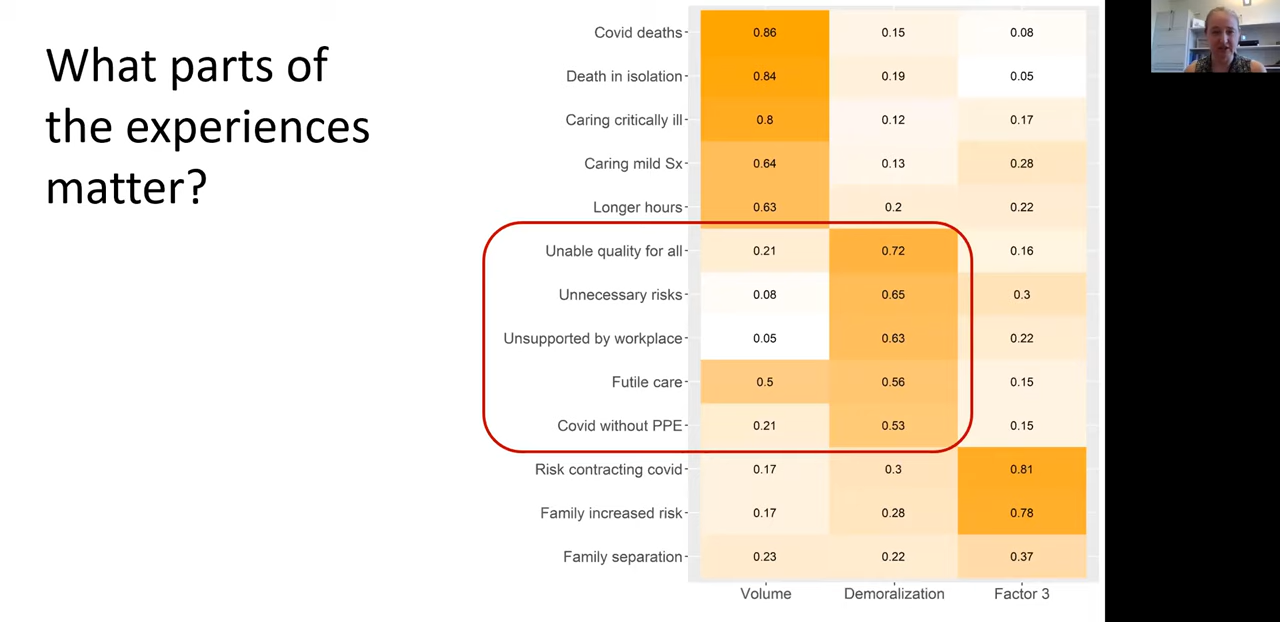 What parts of
the experiences
matter?
Covid deaths 0.86 0.15 0.08
Death in isolation 0.84 0.19 0.05
Caring critically ill 0.8 0.12 0.17
Caring mild Sx 0.64 0.13 0.28
Longer hours 0.63 0.2 0.22
Unable quality for all 0.21 0.72 0.16
Unnecessary risks 0.08 0.65 0.3
Unsupported by workplace 0.05 0.63 0.22
Futile care 0.5 0.56 0.15
Covid without PPE 0.21 0.53 0.15
Risk contracting covid 0.17 0.3 0.81
Family increased risk 0.17 0.28 0.78
Family separation 0.23 0.22 0.37
Volume Demoralization Factor 3